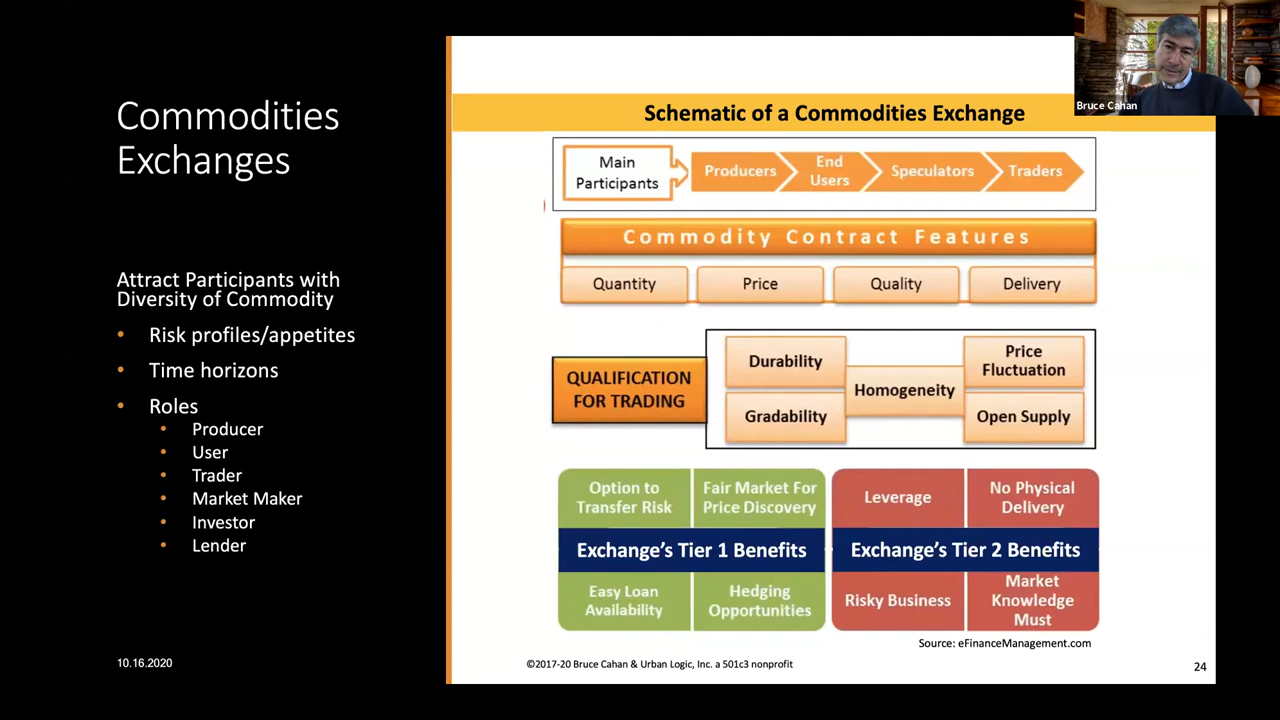 Commodities
Exchanges
Attract Participants with
Diversity of Commodity
• Risk profiles/appetites
• Time horizons
• Roles
• Producer
• User
• Trader
• Market Maker
• Investor
• Lender
10.16.2020
Schematic of a Commodities Exchange
Bruce Cahan
Main
Participants
Producers
End
Users
Speculators
Traders
Commodity Contract Features
Quantity
Price
Quality
Delivery
QUALIFICATION
FOR TRADING
Durability
Gradability
Homogeneity
Price
Fluctuation
Open Supply
Option to
Transfer Risk
Fair Market For
Price Discovery
Exchange's Tier 1 Benefits
Easy Loan
Availability
Hedging
Opportunities
Leverage
No Physical
Delivery
Exchange's Tier 2 Benefits
Risky Business
Market
Knowledge
Must
Source: eFinanceManagement.com
©2017-20 Bruce Cahan & Urban Logic, Inc. a 501c3 nonprofit
24